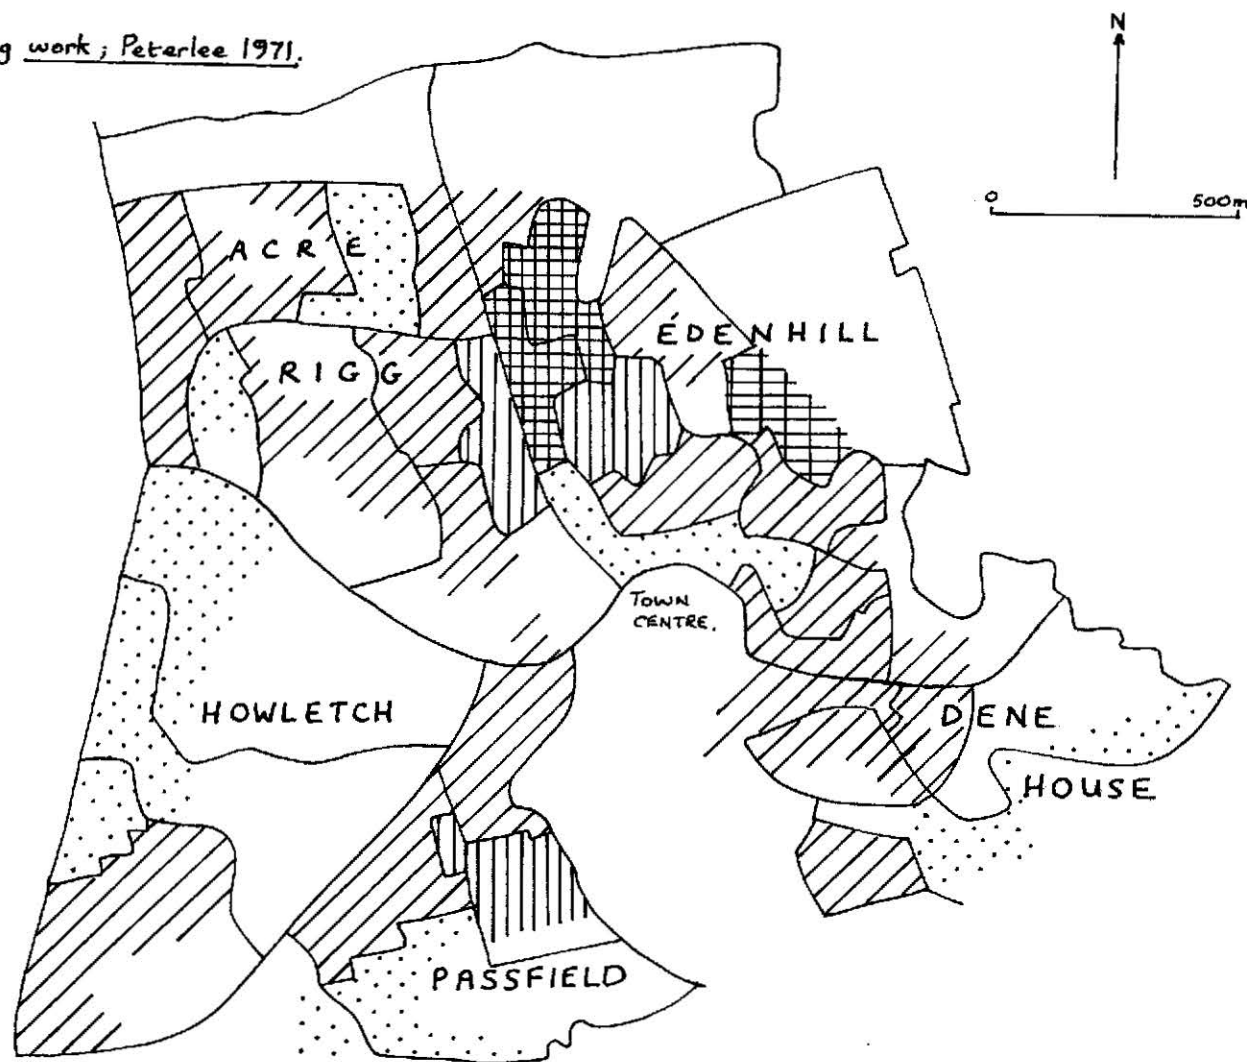 work; Peterlee 1971.
N
0 500m
ACRE
EDENHILL
RIGG
TOWN
CENTRE.
HOWLETCH
DENE
HOUSE
PASSFIELD